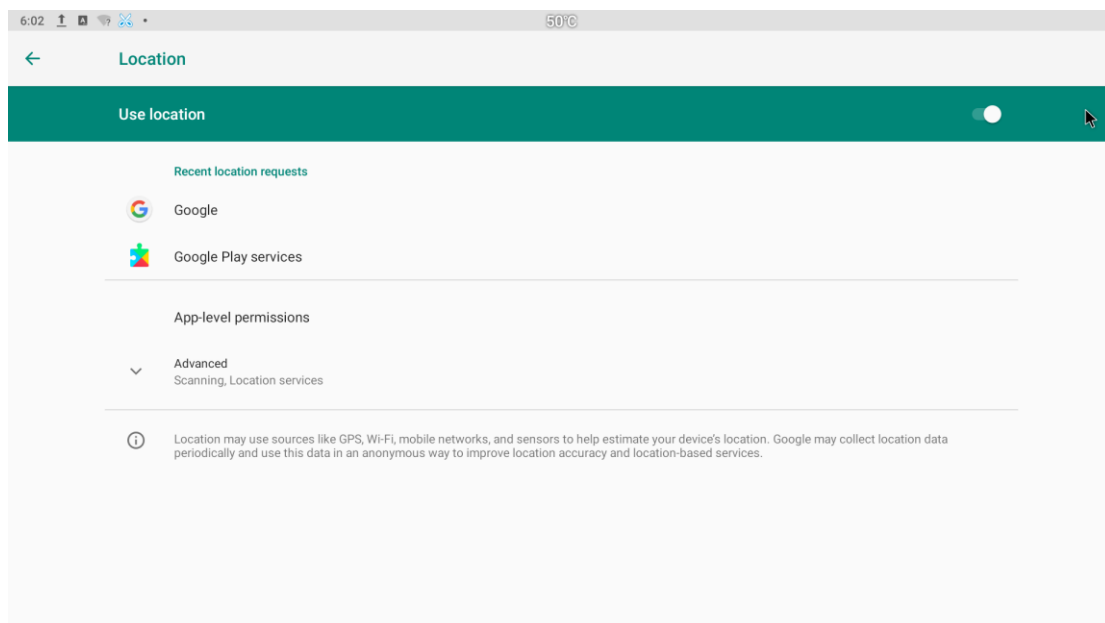 6:02
50°C
Location
Use location
Recent location requests
Google
Google Play services
App-level permissions
Advanced
Scanning, Location services
Location may use sources like GPS, Wi-Fi, mobile networks, and sensors to help estimate your device's location. Google may collect location data
periodically and use this data in an anonymous way to improve location accuracy and location-based services.